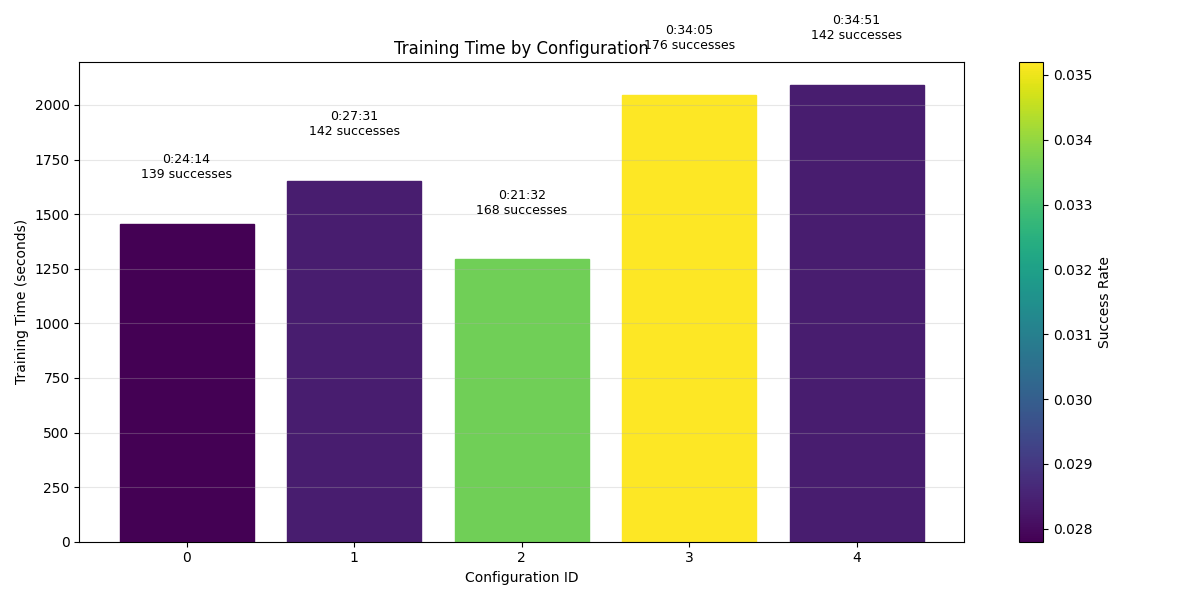 0:34:51
142 successes
0:34:05
176 successes
Training Time by Configuration
0:27:31
142 successes
0:24:14
139 successes
0:21:32
168 successes
Training Time (seconds)
2000
1750
1500
1250
1000
750
500
250
0
0 1 2 3 4
Configuration ID
0.035
0.034
0.033
0.032
0.031
0.030
0.029
0.028
Success Rate